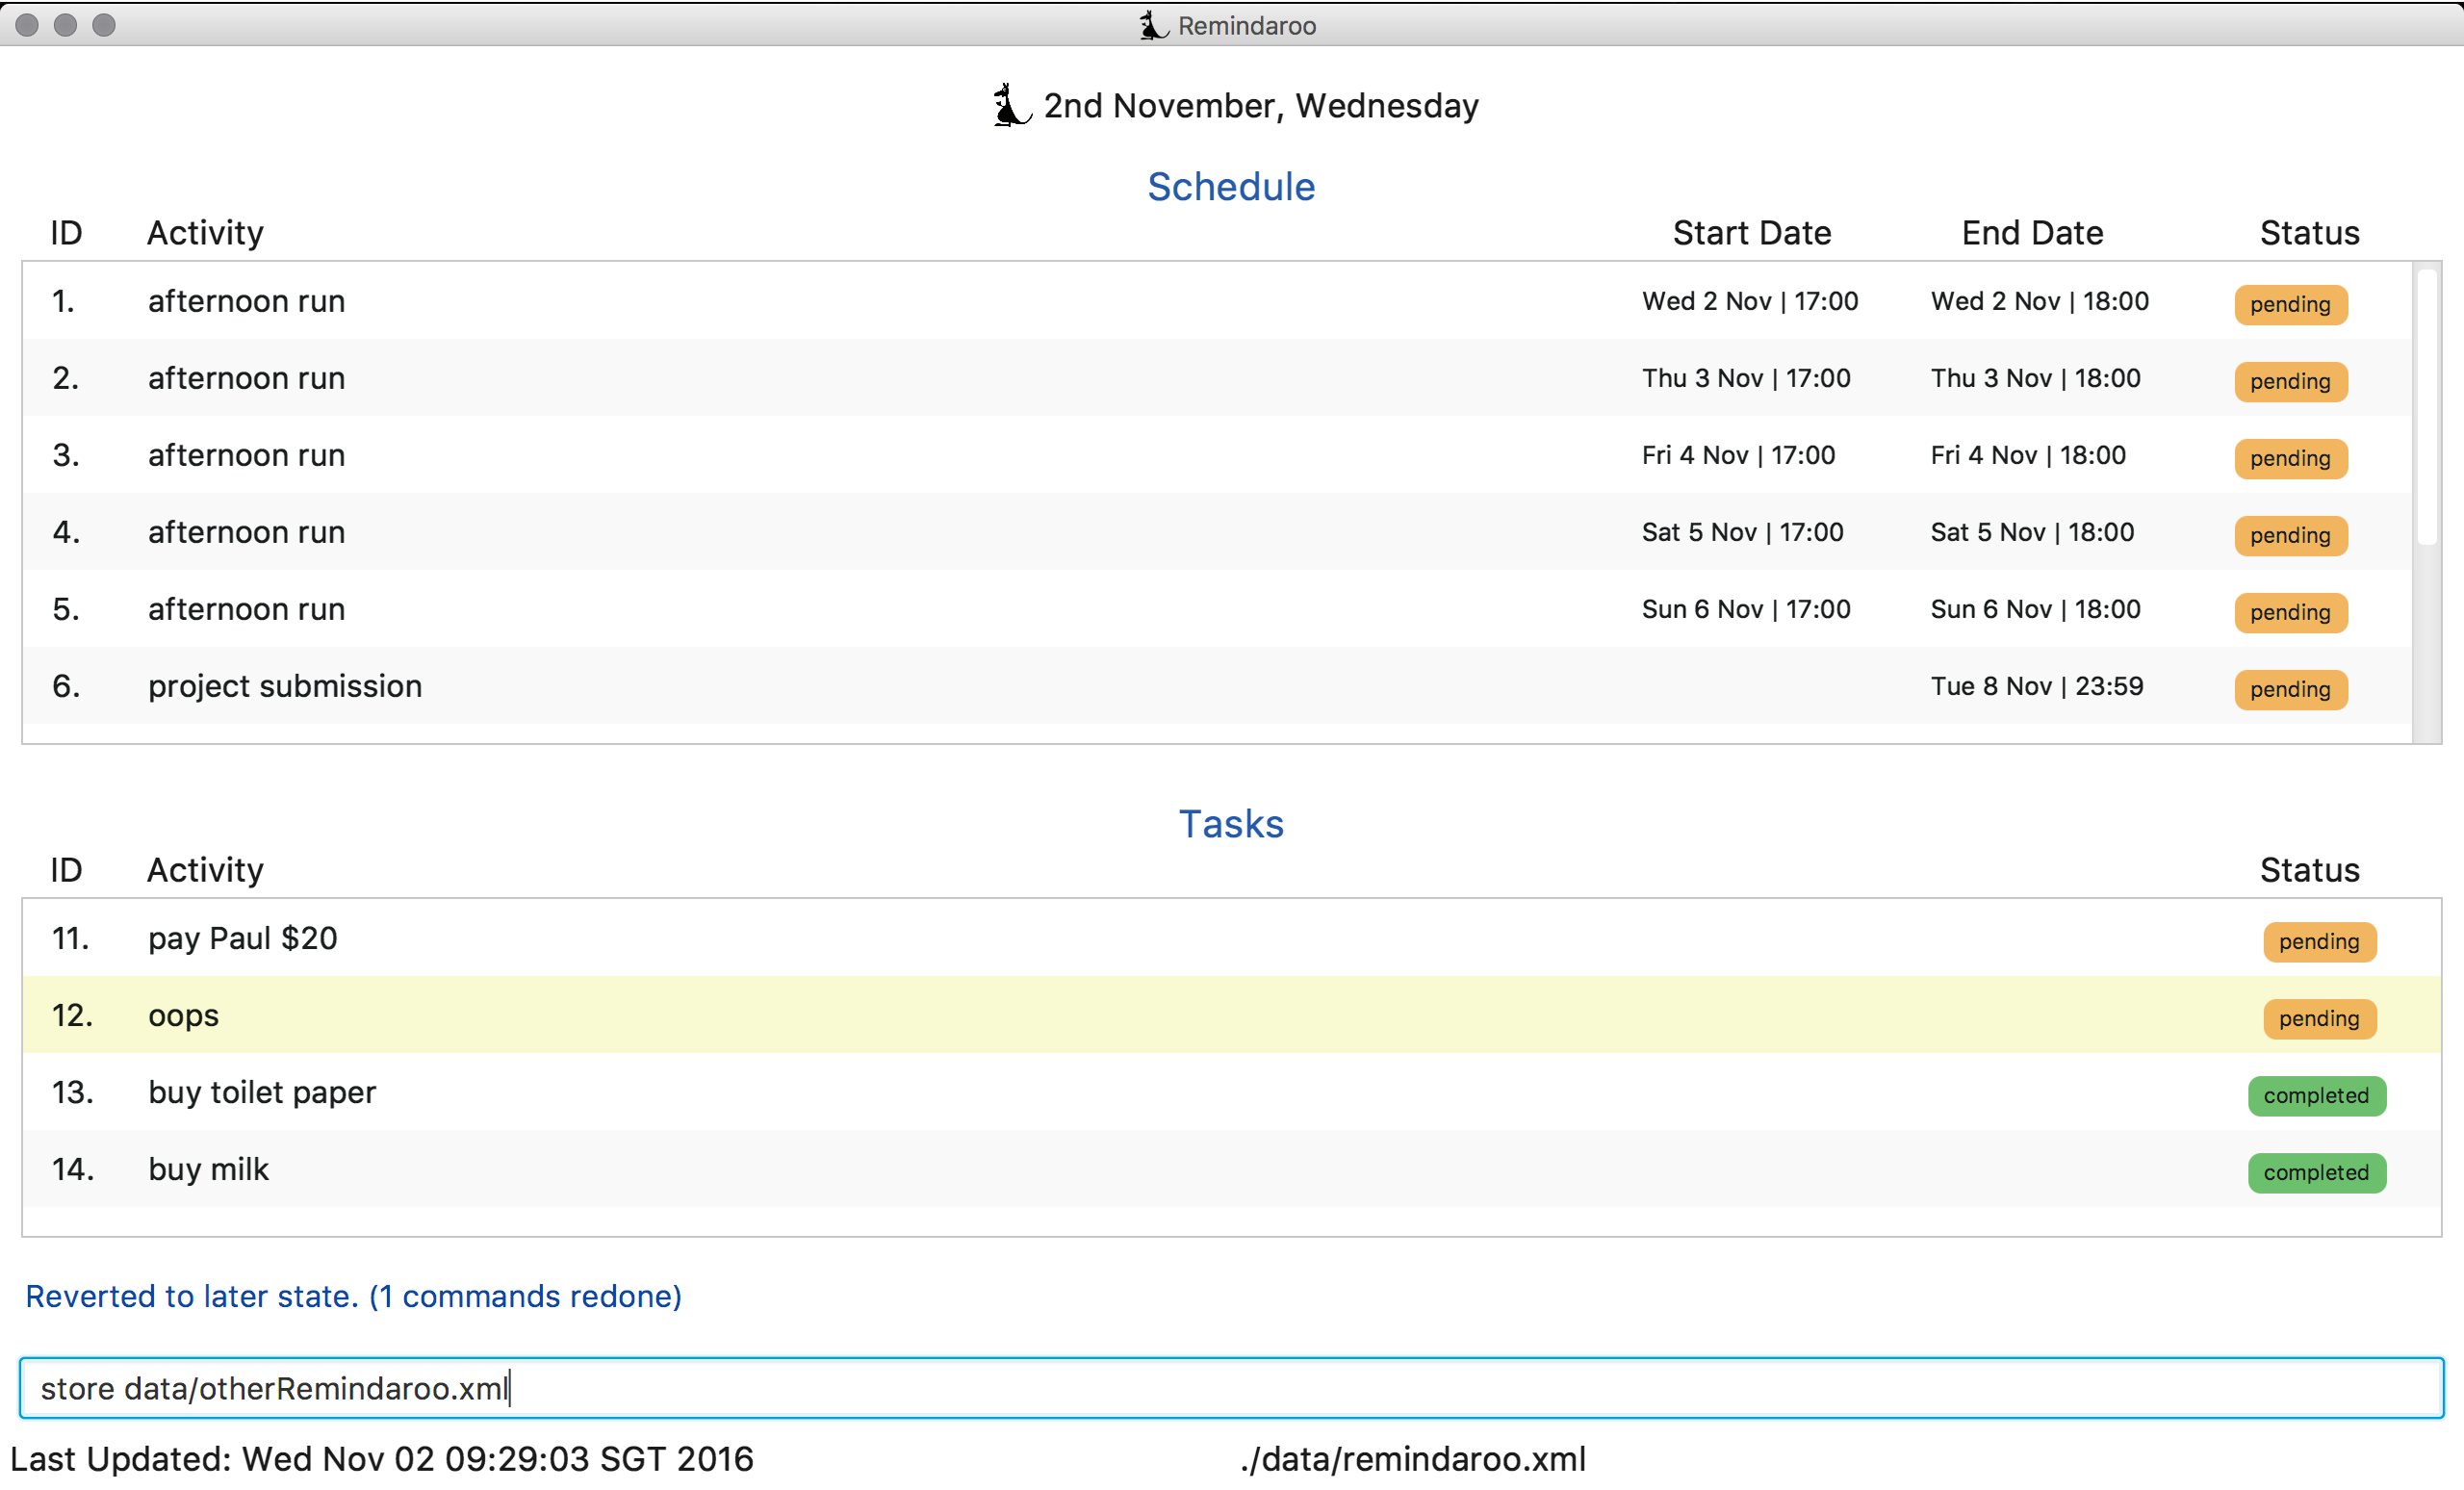 Remindaroo
2nd November, Wednesday
Schedule
ID Activity Start Date End Date Status
1. afternoon run Wed 2 Nov | 17:00 Wed 2 Nov | 18:00 pending
2. afternoon run Thu 3 Nov | 17:00 Thu 3 Nov | 18:00 pending
3. afternoon run Fri 4 Nov | 17:00 Fri 4 Nov | 18:00 pending
4. afternoon run Sat 5 Nov | 17:00 Sat 5 Nov | 18:00 pending
5. afternoon run Sun 6 Nov | 17:00 Sun 6 Nov | 18:00 pending
6. project submission Tue 8 Nov | 23:59 pending
Tasks
ID Activity Status
11. pay Paul $20 pending
12. oops pending
13. buy toilet paper completed
14. buy milk completed
Reverted to later state. (1 commands redone)
store data/otherRemindaroo.xml
Last Updated: Wed Nov 02 09:29:03 SGT 2016 ./data/remindaroo.xml